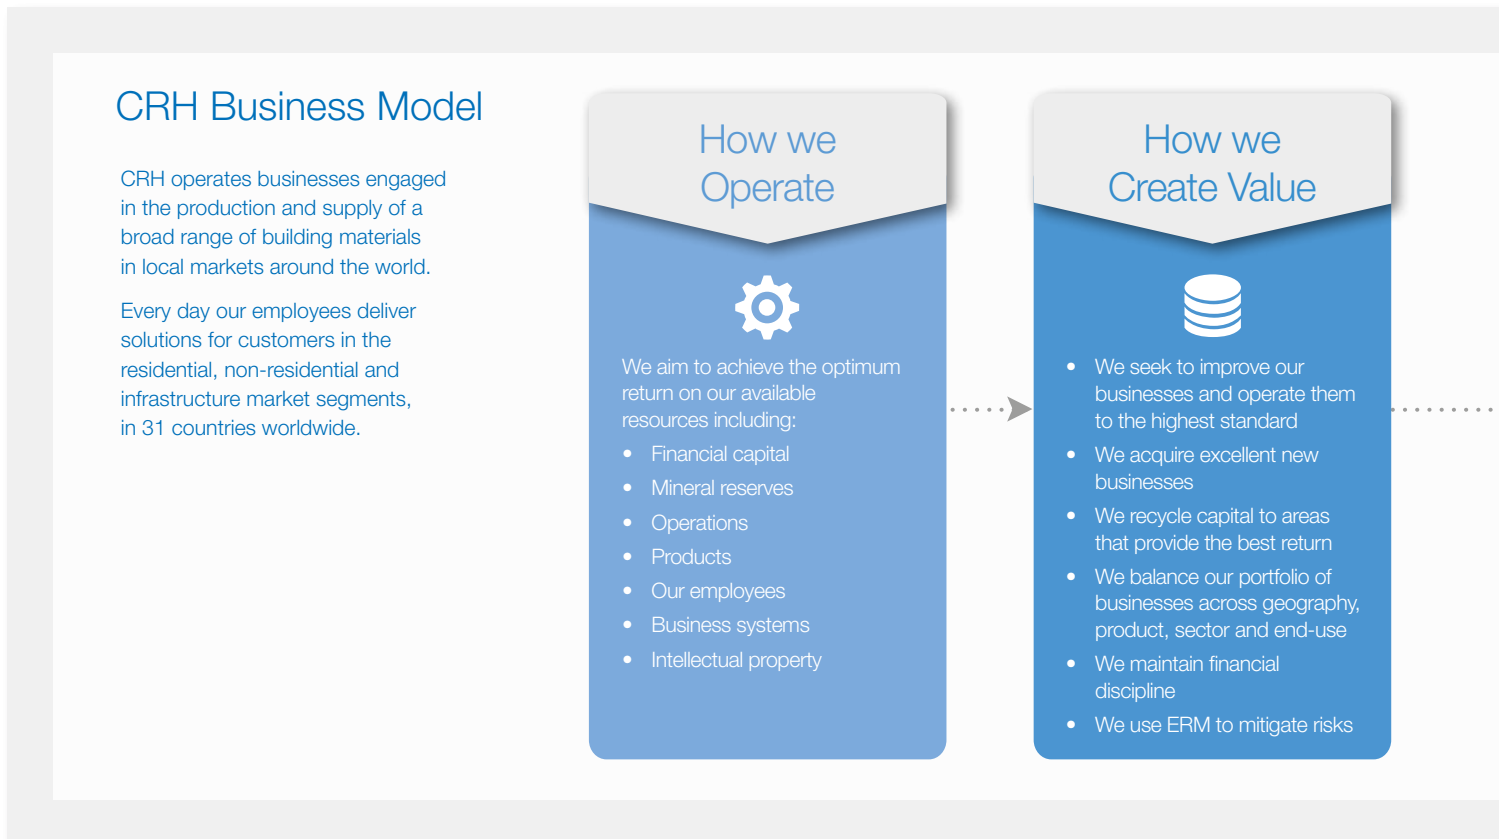 CRH Business Model
CRH operates businesses engaged
in the production and supply of a
broad range of building materials
in local markets around the world.
Every day our employees deliver
solutions for customers in the
residential, non-residential and
infrastructure market segments,
in 31 countries worldwide.
How we
Operate
We aim to achieve the optimum
return on our available
resources including:
• Financial capital
• Mineral reserves
• Operations
• Products
• Our employees
• Business systems
• Intellectual property
How we
Create Value
• We seek to improve our
businesses and operate them
to the highest standard
• We acquire excellent new
businesses
• We recycle capital to areas
that provide the best return
• We balance our portfolio of
businesses across geography,
product, sector and end-use
• We maintain financial
discipline
• We use ERM to mitigate risks